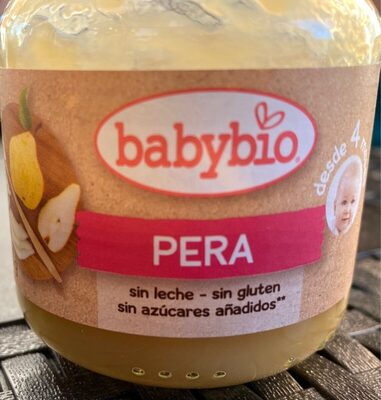 babybio
desde 4
PERA
sin leche - sin gluten
sin azúcares añadidos**